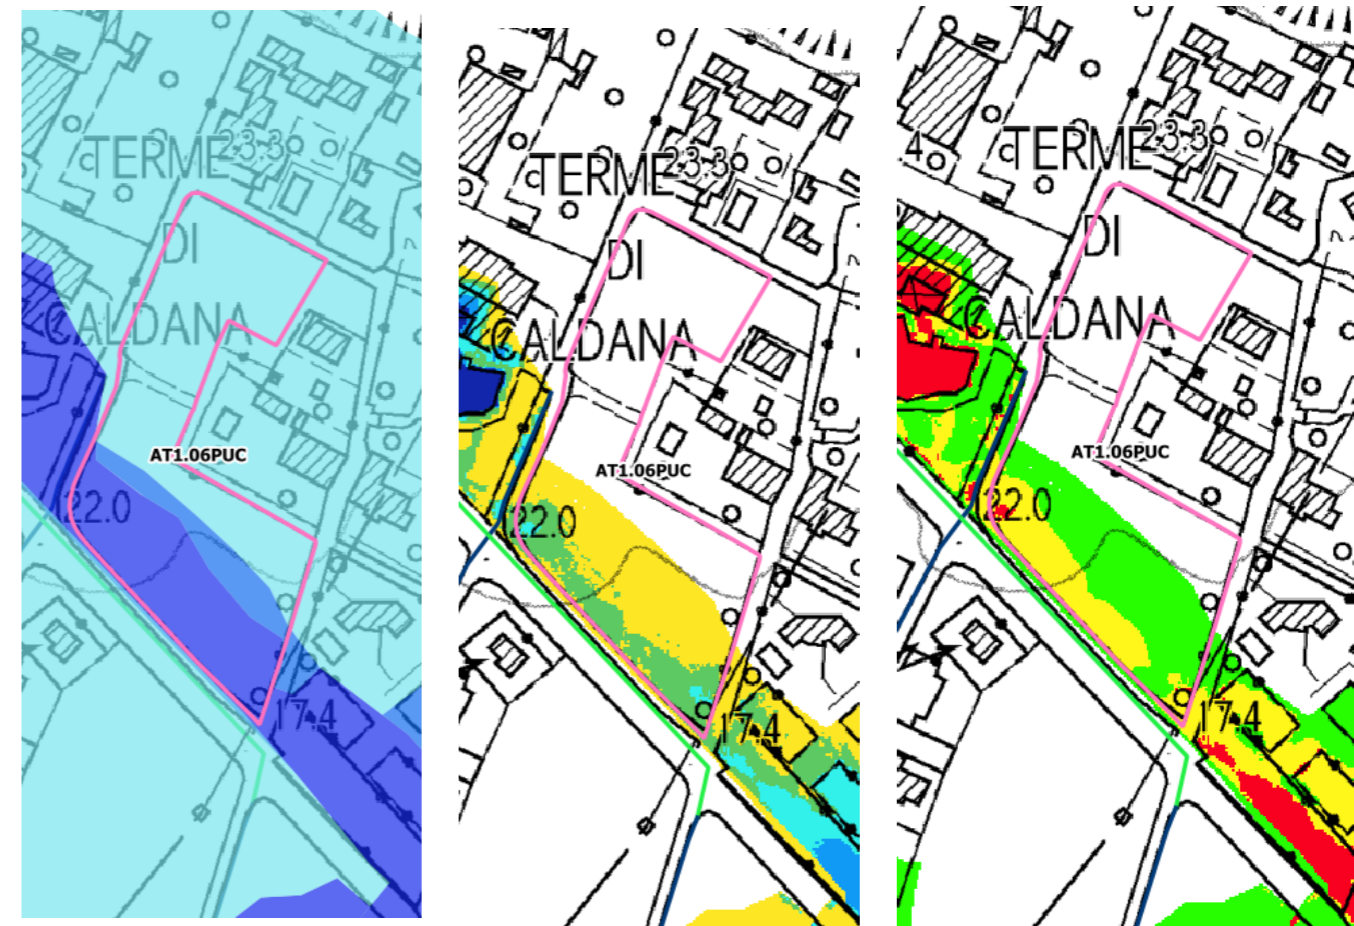 TERME 23.3
DI
CALDANA
AT1.06PUC
22.0
17.4
TERME 23.3
DI
CALDANA
AT1.06PUC
22.0
17.4
4
TERME 23.3
DI
CALDANA
AT1.06PUC
22.0
17.4